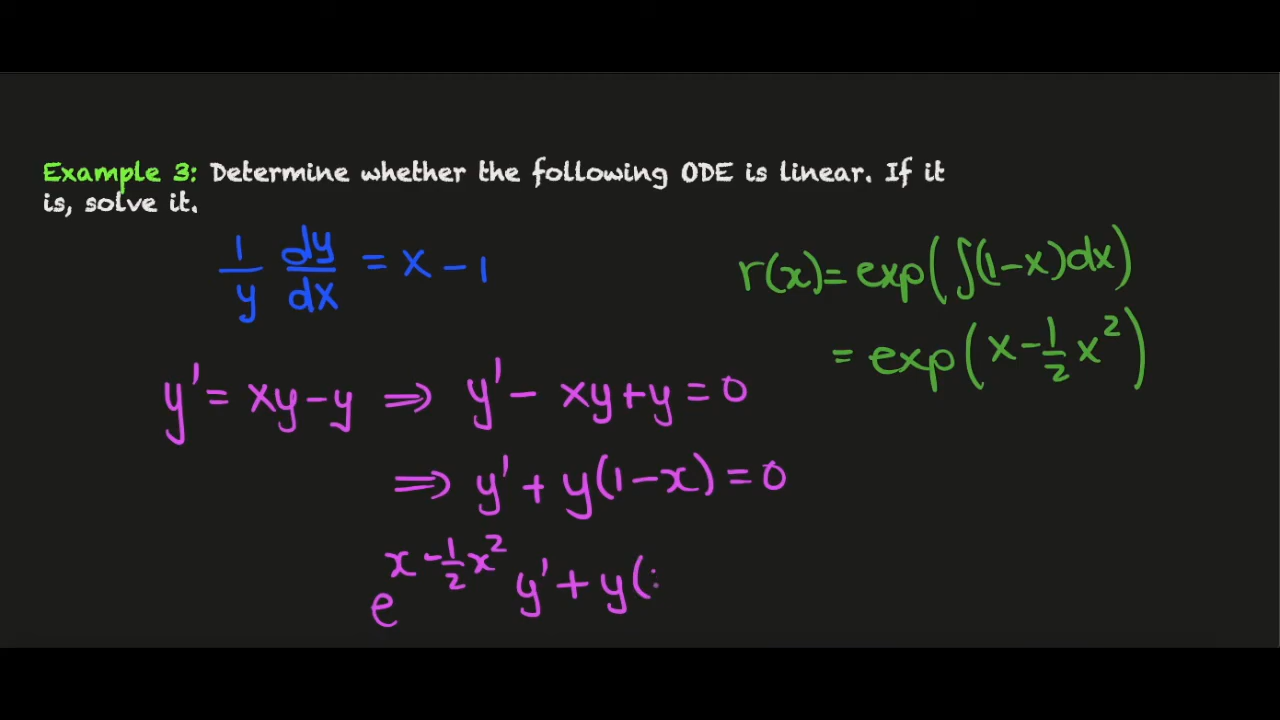 Example 3: Determine whether the following ODE is linear. If it
is, solve it.
1/y dy/dx = x - 1
r(x) = exp(∫(1-x)dx)
= exp(x - 1/2 x²)
y' = xy - y ⇒ y' - xy + y = 0
⇒ y' + y(1-x) = 0
e^(x - 1/2 x²) y' + y(